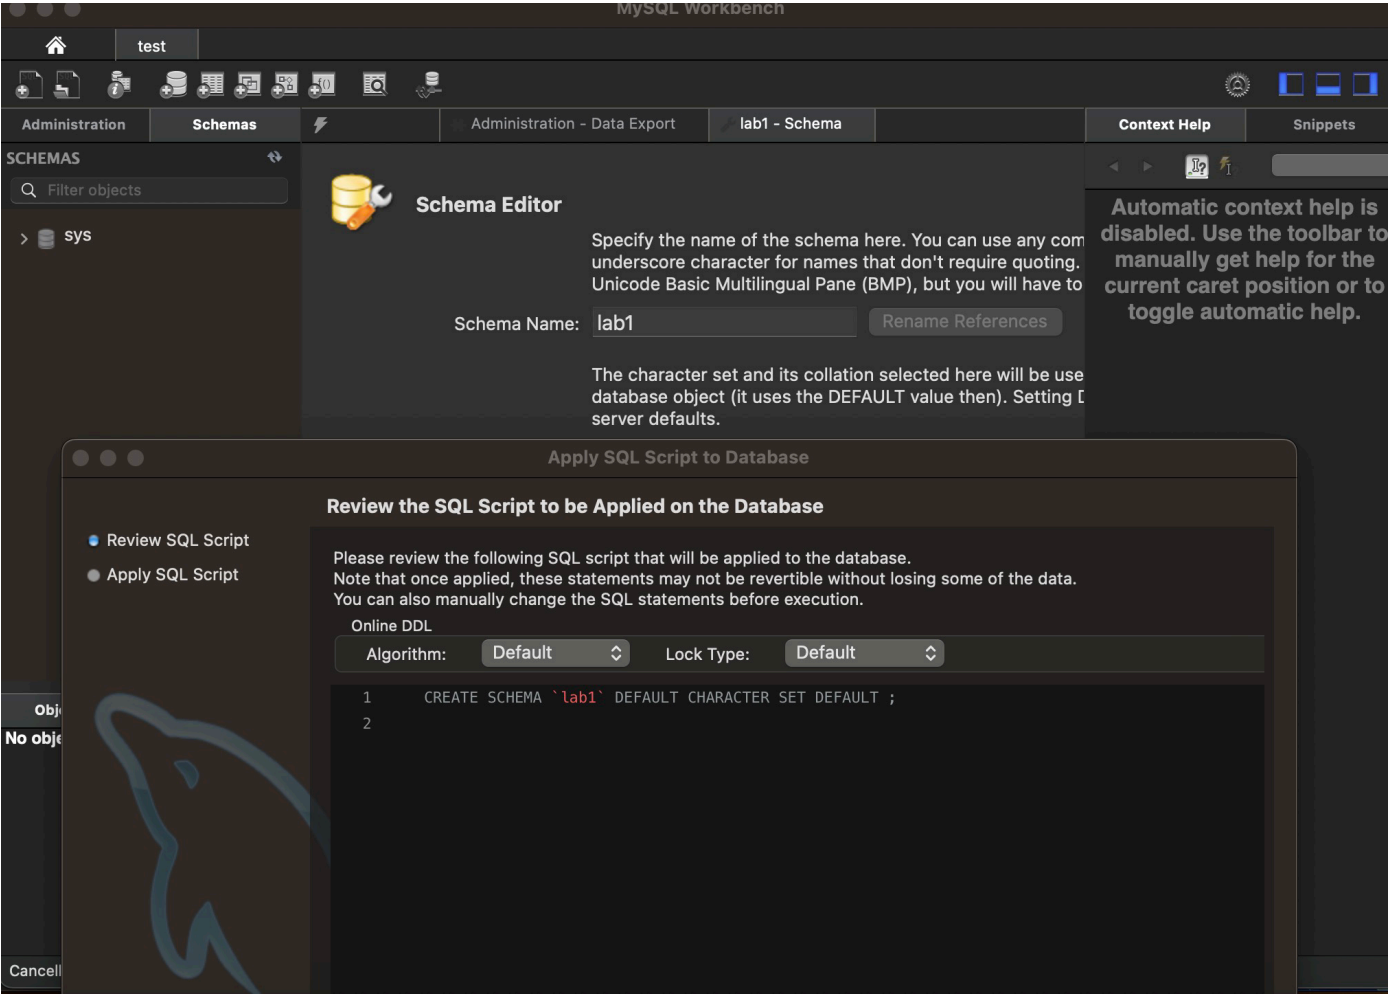 MySQL Workbench
test
Administration
Schemas
Administration - Data Export
lab1 - Schema
Context Help
Snippets
SCHEMAS
Filter objects
sys
Schema Editor
Specify the name of the schema here. You can use any com
underscore character for names that don't require quoting.
Unicode Basic Multilingual Pane (BMP), but you will have to
Schema Name:
lab1
Rename References
The character set and its collation selected here will be use
database object (it uses the DEFAULT value then). Setting D
server defaults.
Automatic context help is
disabled. Use the toolbar to
manually get help for the
current caret position or to
toggle automatic help.
Apply SQL Script to Database
Review the SQL Script to be Applied on the Database
Review SQL Script
Apply SQL Script
Please review the following SQL script that will be applied to the database.
Note that once applied, these statements may not be revertible without losing some of the data.
You can also manually change the SQL statements before execution.
Online DDL
Algorithm:
Default
Lock Type:
Default
1 CREATE SCHEMA `lab1` DEFAULT CHARACTER SET DEFAULT ;
2
Obj
No obje
Cancell